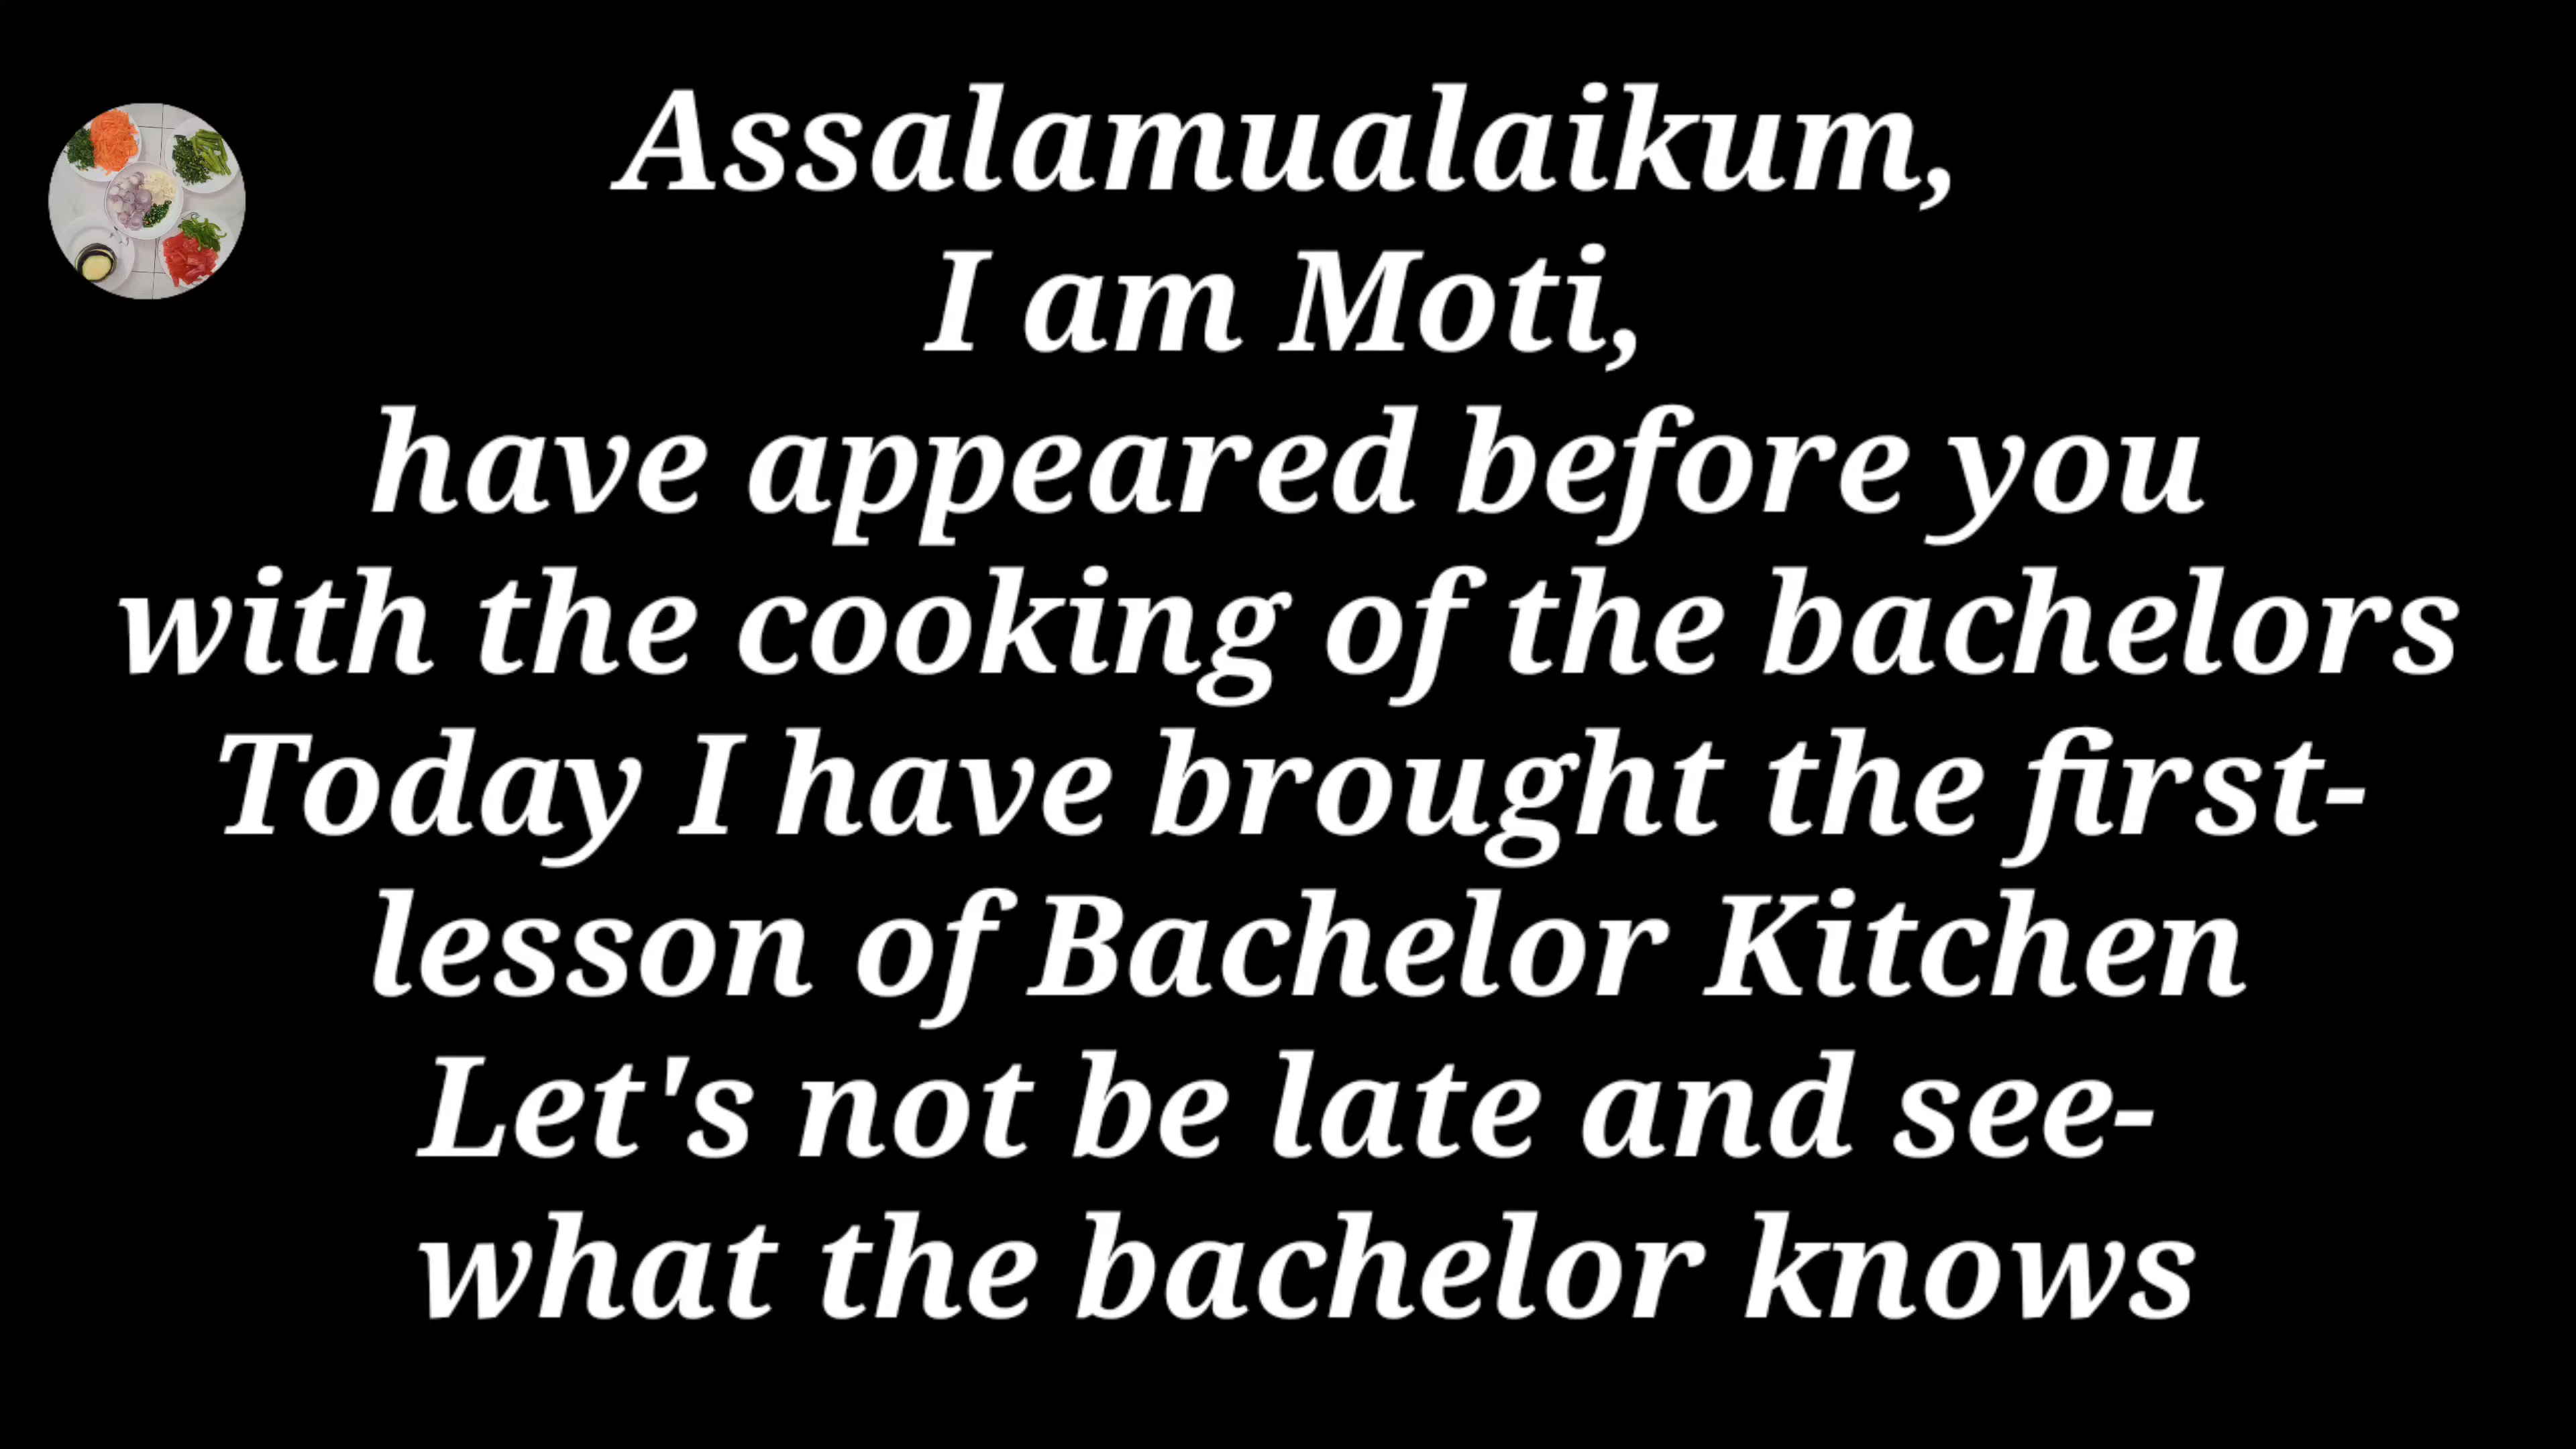 Assalamualaikum,
I am Moti,
have appeared before you
with the cooking of the bachelors
Today I have brought the first-
lesson of Bachelor Kitchen
Let's not be late and see-
what the bachelor knows